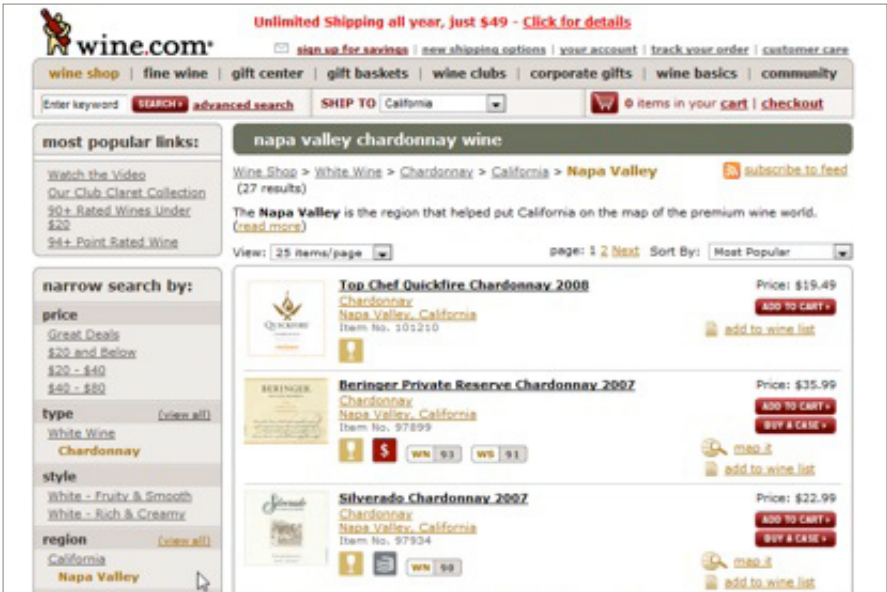 Unlimited Shipping all year, just $49 - Click for details
wine.com
sign up for savings | new shipping options | your account | track your order | customer care
wine shop | fine wine | gift center | gift baskets | wine clubs | corporate gifts | wine basics | community
Enter keyword SEARCH advanced search SHIP TO California 0 items in your cart | checkout
most popular links:
Watch the Video
Our Club Claret Collection
90+ Rated Wines Under
$20
94+ Point Rated Wine
narrow search by:
price
Great Deals
$20 and Below
$20 - $40
$40 - $80
type (view all)
White Wine
Chardonnay
style
White - Fruity & Smooth
White - Rich & Creamy
region (view all)
California
Napa Valley
napa valley chardonnay wine
Wine Shop > White Wine > Chardonnay > California > Napa Valley subscribe to feed
(27 results)
The Napa Valley is the region that helped put California on the map of the premium wine world.
(read more)
View: 25 items/page page: 1 2 Next Sort By: Most Popular
QUICKFIRE
Top Chef Quickfire Chardonnay 2008
Chardonnay
Napa Valley, California
Item No. 101210
Price: $19.49
ADD TO CART
add to wine list
BERINGER
Beringer Private Reserve Chardonnay 2007
Chardonnay
Napa Valley, California
Item No. 97899
$ WN 93 WS 91
Price: $35.99
ADD TO CART
BUY A CASE
map it
add to wine list
Silverado
Silverado Chardonnay 2007
Chardonnay
Napa Valley, California
Item No. 97934
WN 90
Price: $22.99
ADD TO CART
BUY A CASE
map it
add to wine list